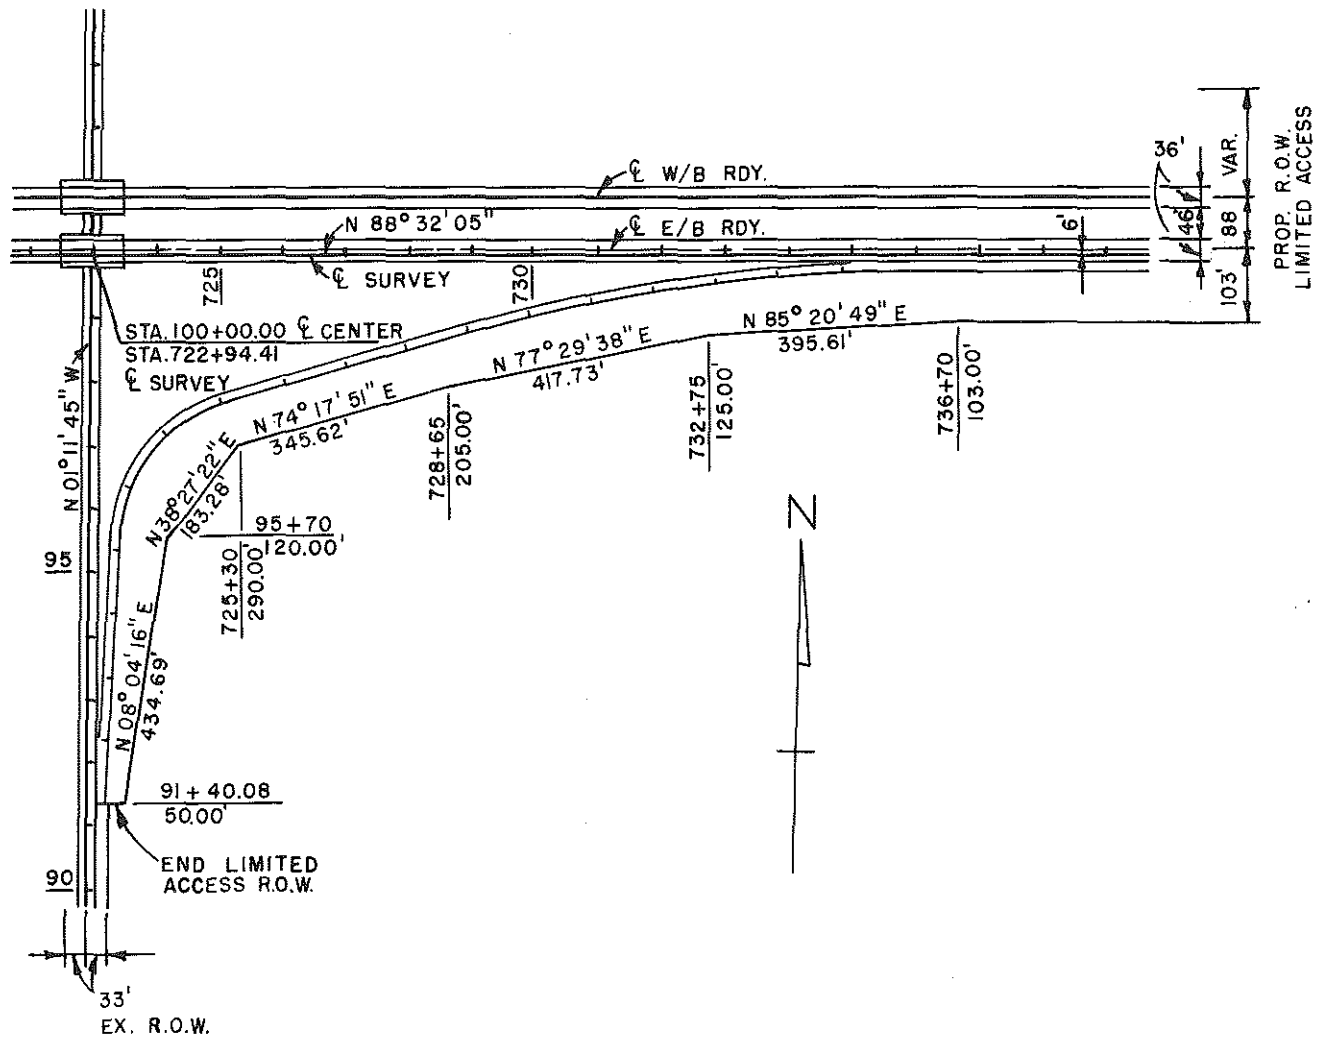 ℄ W/B RDY.
36'
VAR.
PROP. R.O.W.
LIMITED ACCESS
N 88° 32' 05"
℄ E/B RDY.
6'
46'
88
℄ SURVEY
725
730
103'
STA. 100+00.00 ℄ CENTER
STA. 722+94.41
℄ SURVEY
N 85° 20' 49" E
395.61'
N 77° 29' 38" E
417.73'
N 74° 17' 51" E
345.62'
736+70
103.00'
732+75
125.00'
728+65
205.00'
N 01° 11' 45" W
N 38° 27' 22" E
183.28'
95+70
120.00'
725+30
290.00'
N
95
N 08° 04' 16" E
434.69'
91+40.08
50.00'
END LIMITED
ACCESS R.O.W.
90
33'
EX. R.O.W.